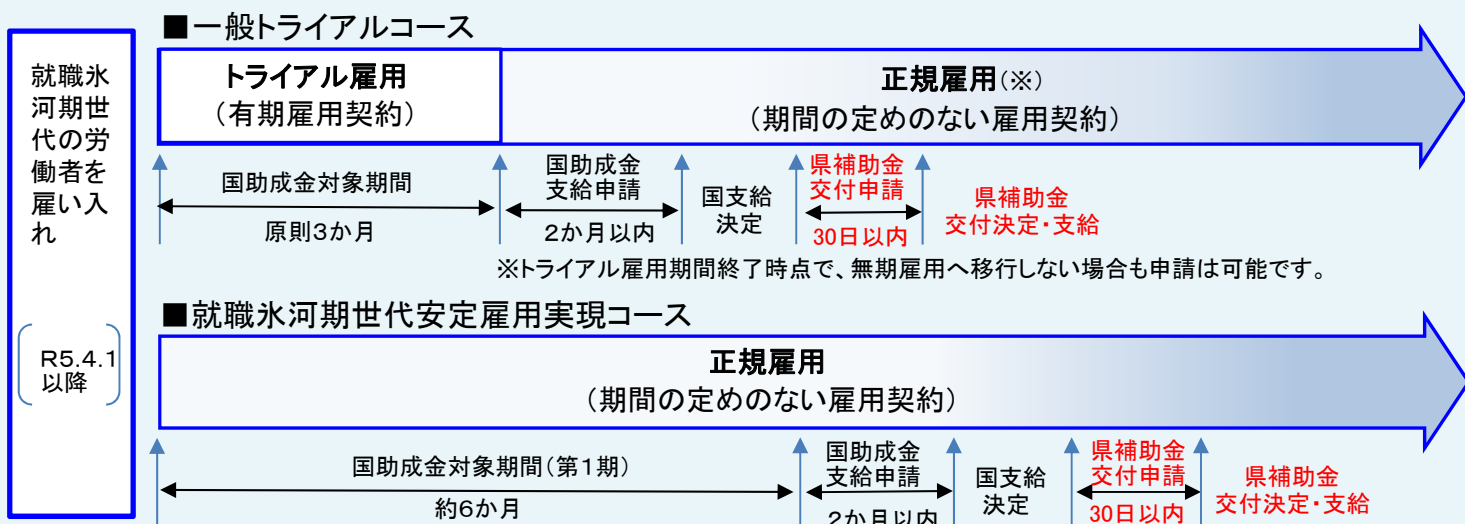 就職氷
河期世
代の労
働者を
雇い入
れ
R5.4.1
以降
■一般トライアルコース
トライアル雇用
（有期雇用契約）
正規雇用（※）
（期間の定めのない雇用契約）
国助成金対象期間
原則3か月
国助成金
支給申請
2か月以内
国支給
決定
県補助金
交付申請
30日以内
県補助金
交付決定・支給
※トライアル雇用期間終了時点で、無期雇用へ移行しない場合も申請は可能です。
■就職氷河期世代安定雇用実現コース
正規雇用
（期間の定めのない雇用契約）
国助成金対象期間（第1期）
約6か月
国助成金
支給申請
2か月以内
国支給
決定
県補助金
交付申請
30日以内
県補助金
交付決定・支給